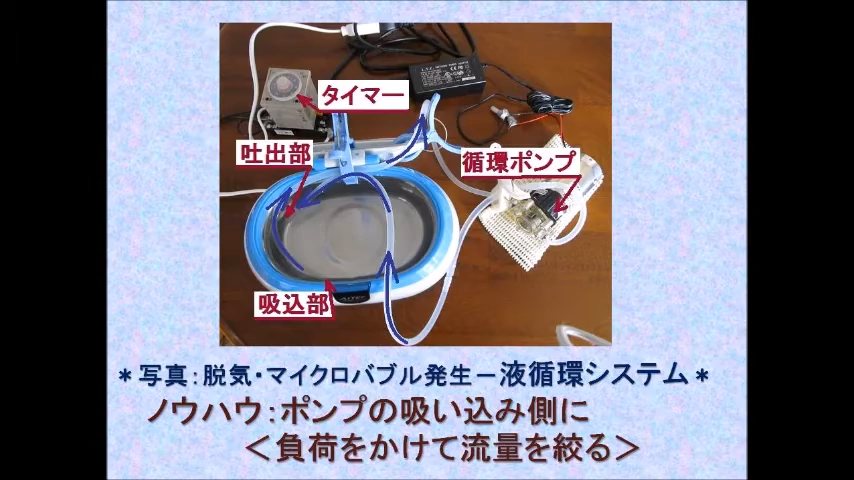 タイマー
吐出部
循環ポンプ
吸込部
＊写真：脱気・マイクロバブル発生－液循環システム＊
ノウハウ：ポンプの吸い込み側に
＜負荷をかけて流量を絞る＞